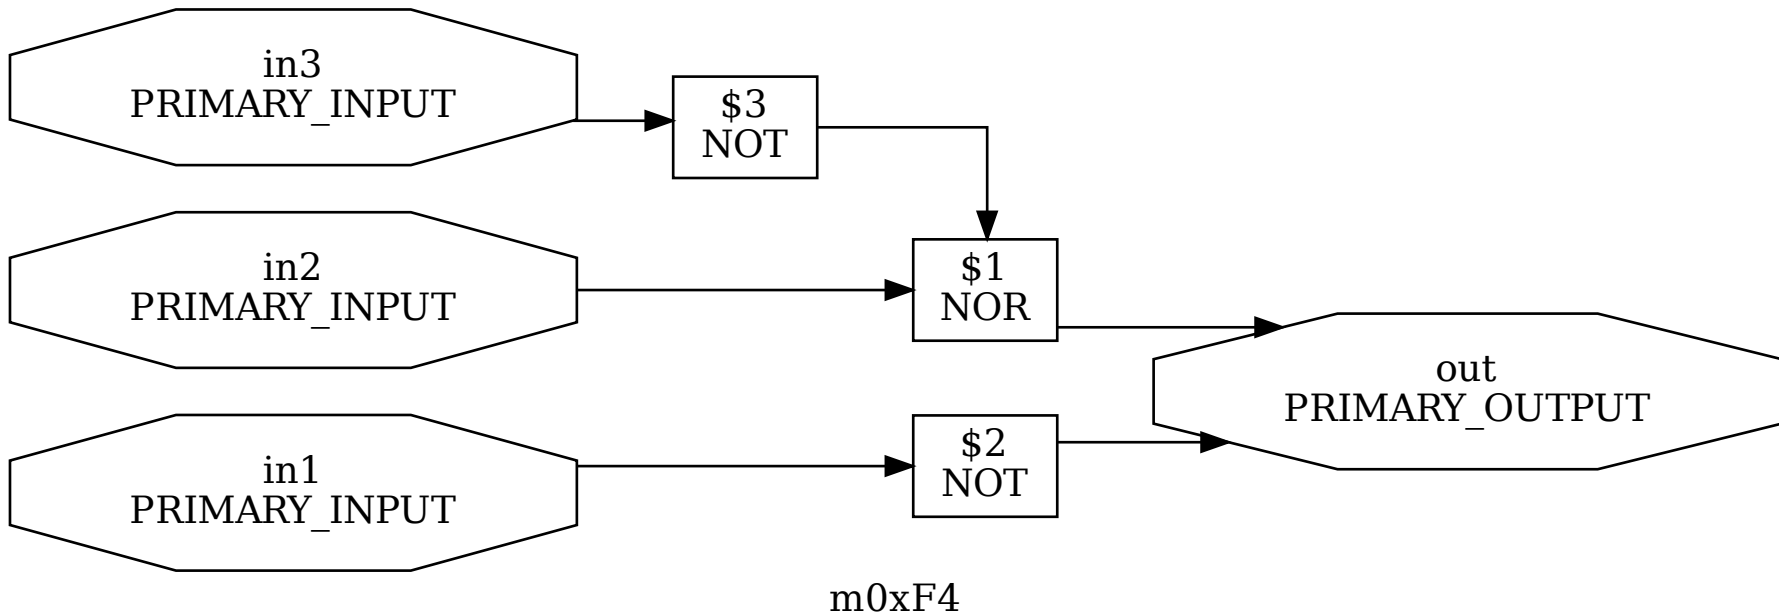 in3
PRIMARY_INPUT
$3
NOT
in2
PRIMARY_INPUT
$1
NOR
out
PRIMARY_OUTPUT
in1
PRIMARY_INPUT
$2
NOT
m0xF4